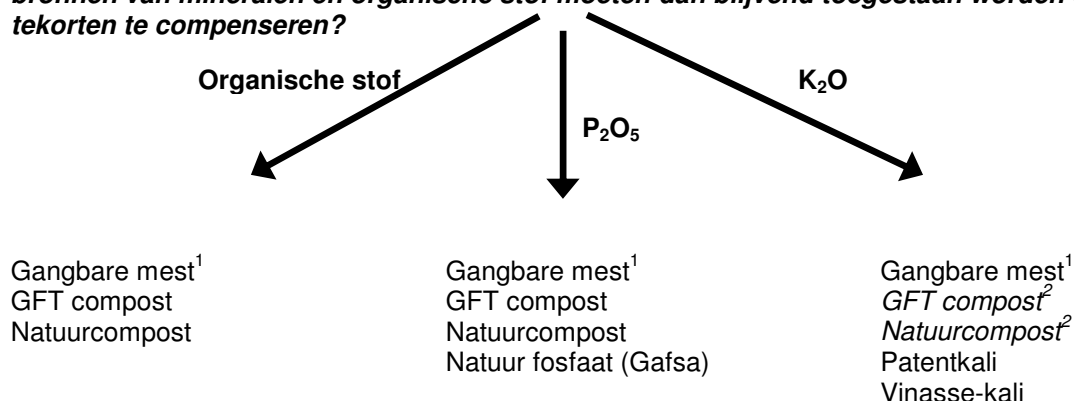 bronnen van mineralen en organische stof moeten dan blijvend toegestaan worden
tekorten te compenseren?
Organische stof
P₂O₅
K₂O
Gangbare mest¹
GFT compost
Natuurcompost
Gangbare mest¹
GFT compost
Natuurcompost
Natuur fosfaat (Gafsa)
Gangbare mest¹
GFT compost²
Natuurcompost²
Patentkali
Vinasse-kali